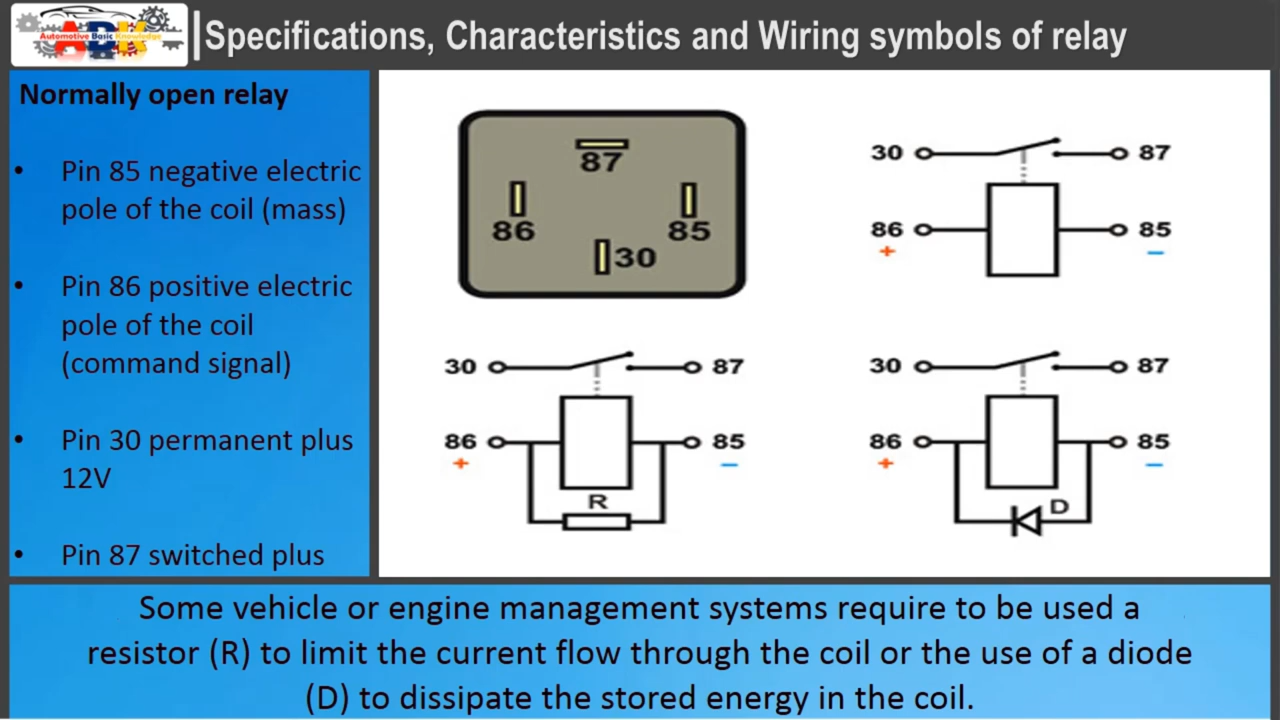 Automotive Basic Knowledge
ABK
Specifications, Characteristics and Wiring symbols of relay
Normally open relay
• Pin 85 negative electric
pole of the coil (mass)
• Pin 86 positive electric
pole of the coil
(command signal)
• Pin 30 permanent plus
12V
• Pin 87 switched plus
87
86 85
30
30 87
86 85
+ −
30 87
86 85
+ −
R
30 87
86 85
+ −
D
Some vehicle or engine management systems require to be used a
resistor (R) to limit the current flow through the coil or the use of a diode
(D) to dissipate the stored energy in the coil.